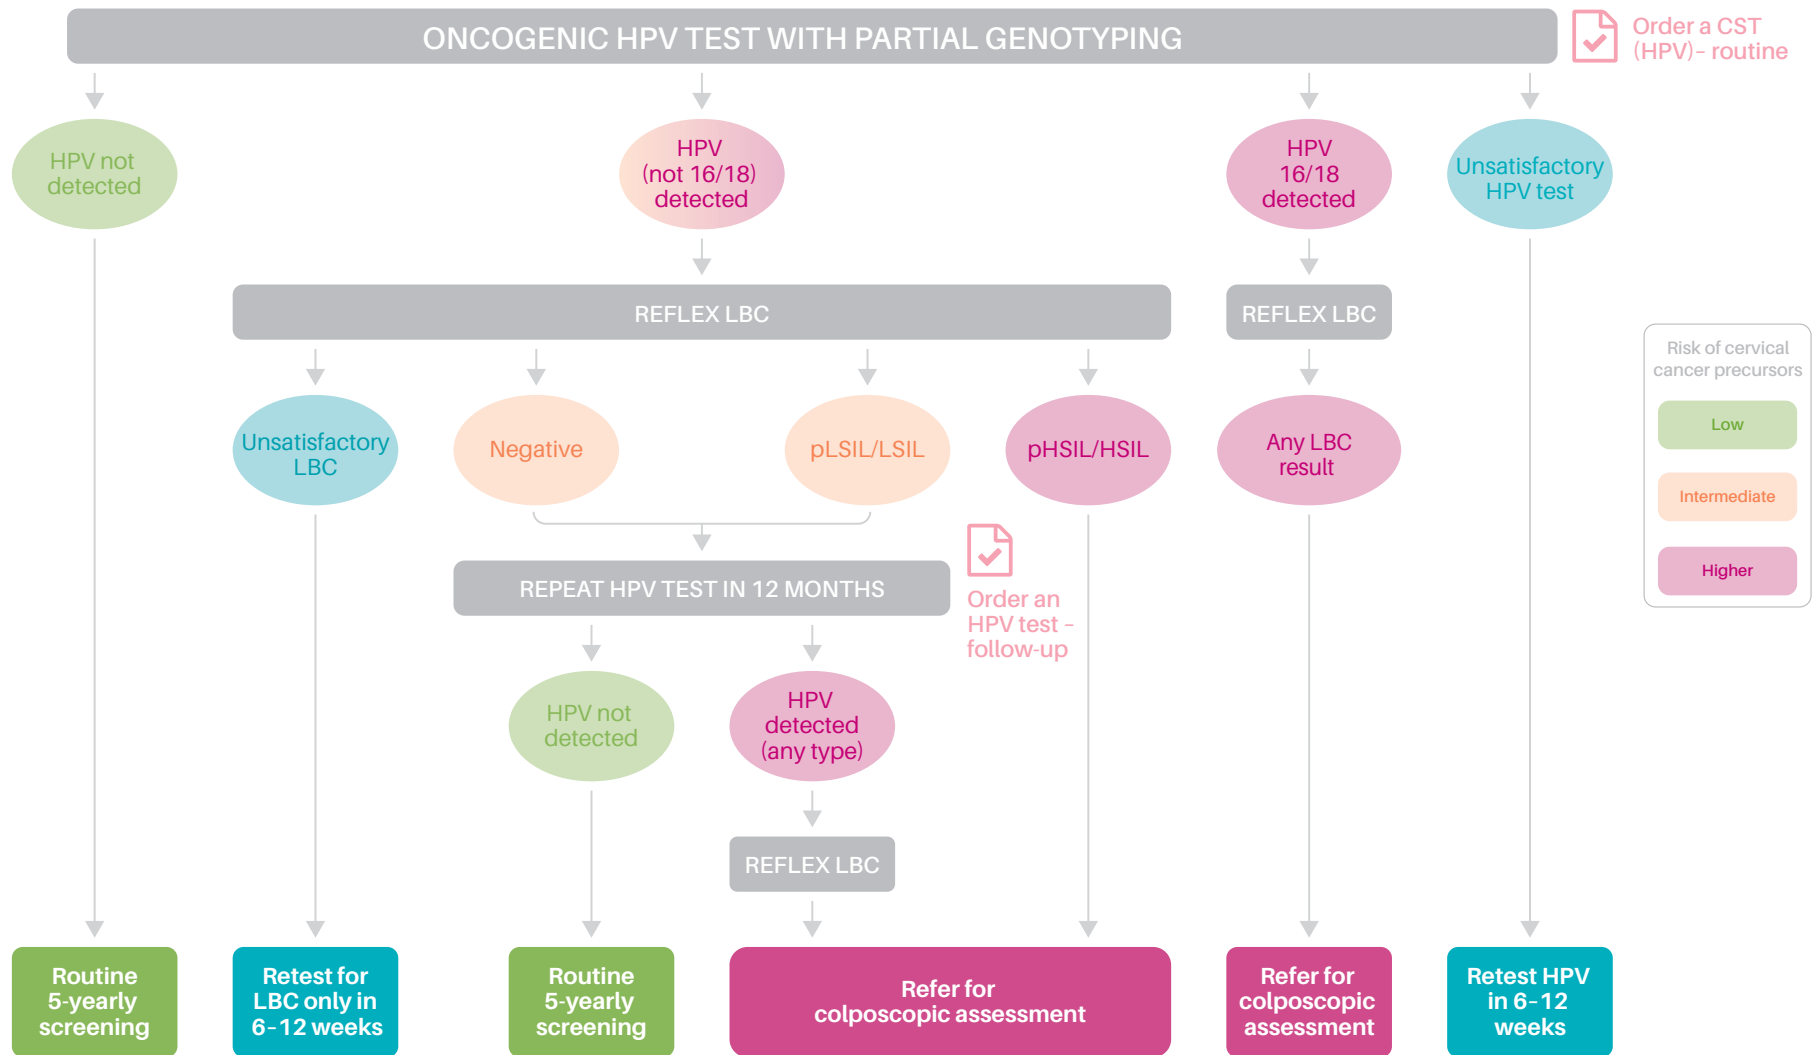 ONCOGENIC HPV TEST WITH PARTIAL GENOTYPING
Order a CST
(HPV) – routine
HPV not
detected
HPV
(not 16/18)
detected
HPV
16/18
detected
Unsatisfactory
HPV test
REFLEX LBC
REFLEX LBC
Risk of cervical
cancer precursors
Low
Intermediate
Higher
Unsatisfactory
LBC
Negative
pLSIL/LSIL
pHSIL/HSIL
Any LBC
result
REPEAT HPV TEST IN 12 MONTHS
Order an
HPV test –
follow-up
HPV not
detected
HPV
detected
(any type)
REFLEX LBC
Routine
5-yearly
screening
Retest for
LBC only in
6–12 weeks
Routine
5-yearly
screening
Refer for
colposcopic assessment
Refer for
colposcopic
assessment
Retest HPV
in 6–12
weeks